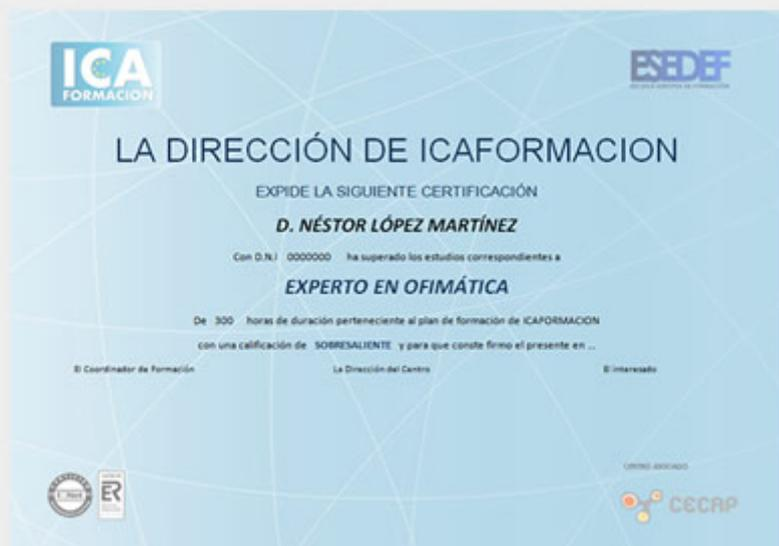 ICA
FORMACION
ESEDEF
LA DIRECCIÓN DE ICAFORMACION
EXPIDE LA SIGUIENTE CERTIFICACIÓN
D. NÉSTOR LÓPEZ MARTÍNEZ
Con D.N.I 0000000 ha superado los estudios correspondientes a
EXPERTO EN OFIMÁTICA
De 300 horas de duración perteneciente al plan de formación de ICAFORMACION
con una calificación de SOBRESALIENTE y para que conste firmo el presente en ...
El Coordinador de Formación
La Dirección del Centro
El interesado
ER
CENTRO ASOCIADO
CECAP